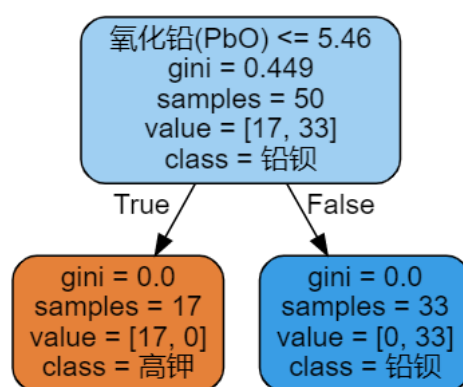 氧化铅(PbO) <= 5.46
gini = 0.449
samples = 50
value = [17, 33]
class = 铅钡
True
False
gini = 0.0
samples = 17
value = [17, 0]
class = 高钾
gini = 0.0
samples = 33
value = [0, 33]
class = 铅钡